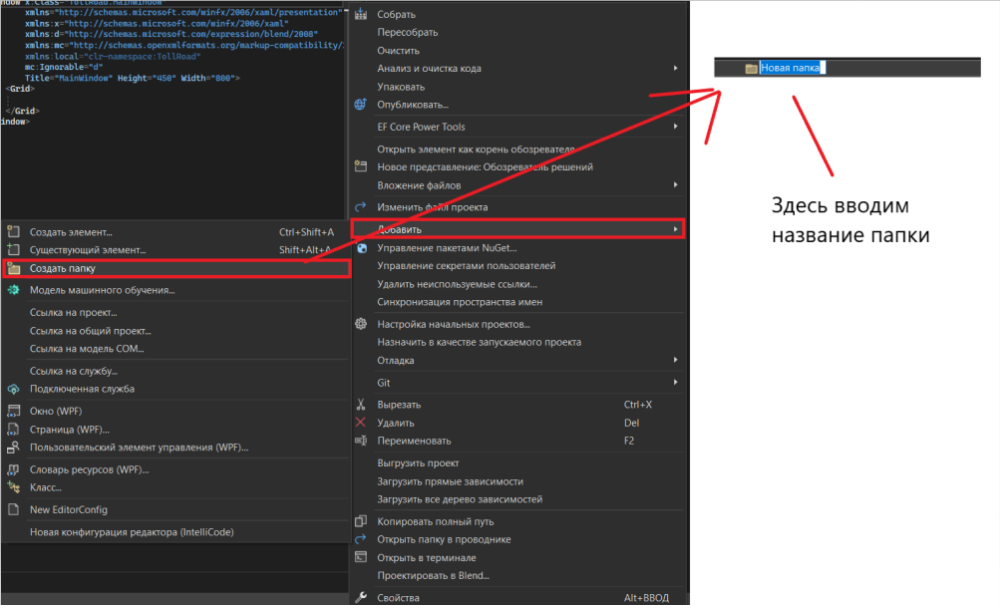 xmlns="http://schemas.microsoft.com/winfx/2006/xaml/presentation"
xmlns:x="http://schemas.microsoft.com/winfx/2006/xaml"
xmlns:d="http://schemas.microsoft.com/expression/blend/2008"
xmlns:mc="http://schemas.openxmlformats.org/markup-compatibility/
xmlns:local="clr-namespace:TollRoad"
mc:Ignorable="d"
Title="MainWindow" Height="450" Width="800">
<Grid>
</Grid>
indow>
Собрать
Пересобрать
Очистить
Анализ и очистка кода
Упаковать
Опубликовать...
EF Core Power Tools
Открыть элемент как корень обозревателя
Новое представление: Обозреватель решений
Вложение файлов
Изменить файл проекта
Добавить
Управление пакетами NuGet...
Управление секретами пользователей
Удалить неиспользуемые ссылки...
Синхронизация пространства имен
Настройка начальных проектов...
Назначить в качестве запускаемого проекта
Отладка
Git
Вырезать Ctrl+X
Удалить Del
Переименовать F2
Выгрузить проект
Загрузить прямые зависимости
Загрузить все дерево зависимостей
Копировать полный путь
Открыть папку в проводнике
Открыть в терминале
Проектировать в Blend...
Свойства Alt+ВВОД
Создать элемент... Ctrl+Shift+A
Существующий элемент... Shift+Alt+A
Создать папку
Модель машинного обучения...
Ссылка на проект...
Ссылка на общий проект...
Ссылка на модель COM...
Ссылка на службу...
Подключенная служба
Окно (WPF)
Страница (WPF)...
Пользовательский элемент управления (WPF)...
Словарь ресурсов (WPF)...
Класс...
New EditorConfig
Новая конфигурация редактора (IntelliCode)
Новая папка
Здесь вводим
название папки